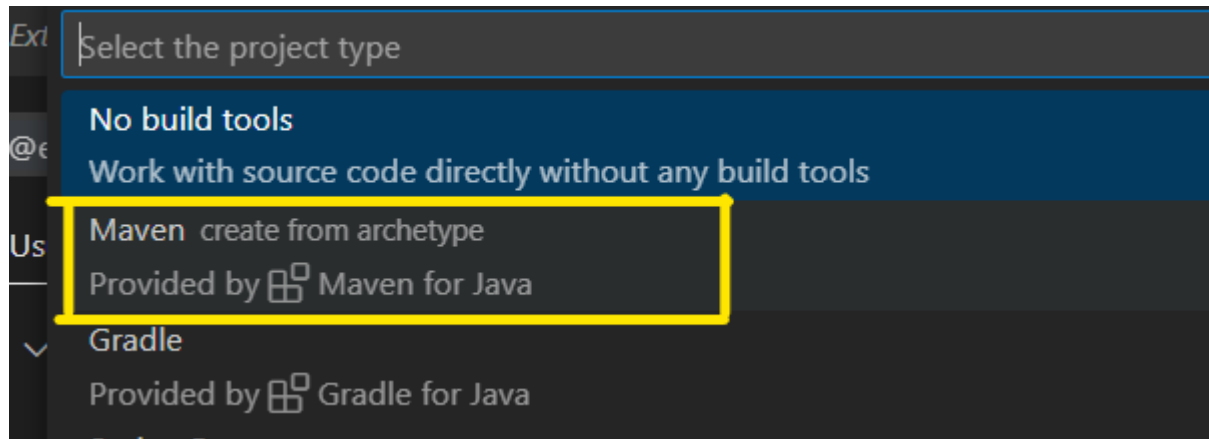 Ext
Select the project type
No build tools
@e
Work with source code directly without any build tools
Maven create from archetype
Us
Provided by Maven for Java
Gradle
Provided by Gradle for Java